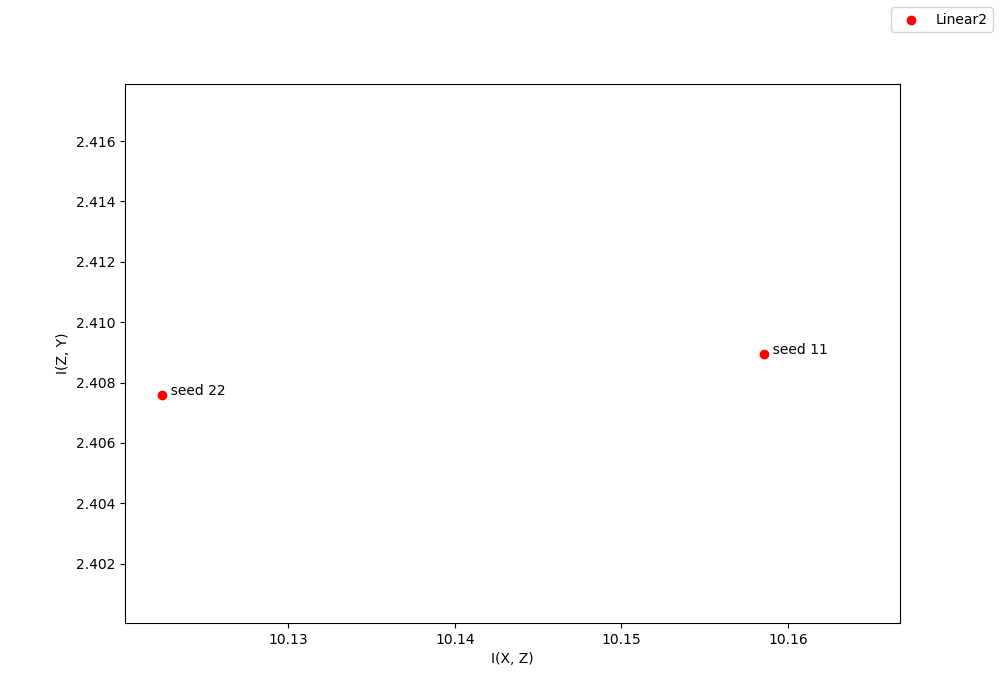 Linear2
2.416
2.414
2.412
2.410
2.408
2.406
2.404
2.402
I(Z, Y)
seed 11
seed 22
10.13
10.14
10.15
10.16
I(X, Z)